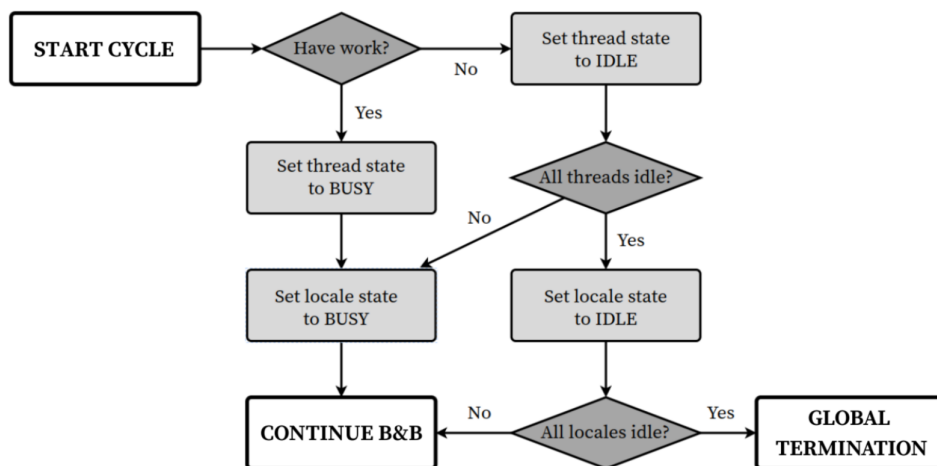 START CYCLE
Have work?
No
Set thread state
to IDLE
Yes
Set thread state
to BUSY
All threads idle?
No
Yes
Set locale state
to BUSY
Set locale state
to IDLE
CONTINUE B&B
No
All locales idle?
Yes
GLOBAL
TERMINATION